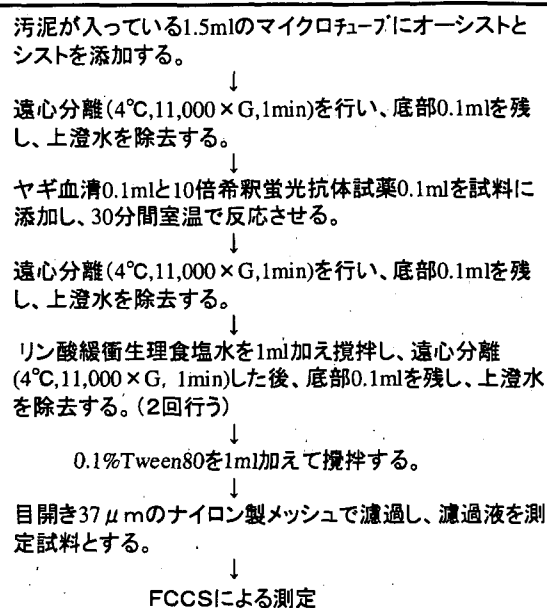 汚泥が入っている1.5mlのマイクロチューブにオーシストと
シストを添加する。
↓
遠心分離(4℃,11,000×G,1min)を行い、底部0.1mlを残
し、上澄水を除去する。
↓
ヤギ血清0.1mlと10倍希釈蛍光抗体試薬0.1mlを試料に
添加し、30分間室温で反応させる。
↓
遠心分離(4℃,11,000×G,1min)を行い、底部0.1mlを残
し、上澄水を除去する。
↓
リン酸緩衝生理食塩水を1ml加え撹拌し、遠心分離
(4℃,11,000×G, 1min)した後、底部0.1mlを残し、上澄水
を除去する。(2回行う)
↓
0.1%Tween80を1ml加えて撹拌する。
↓
目開き37μmのナイロン製メッシュで濾過し、濾過液を測
定試料とする。
↓
FCCSによる測定